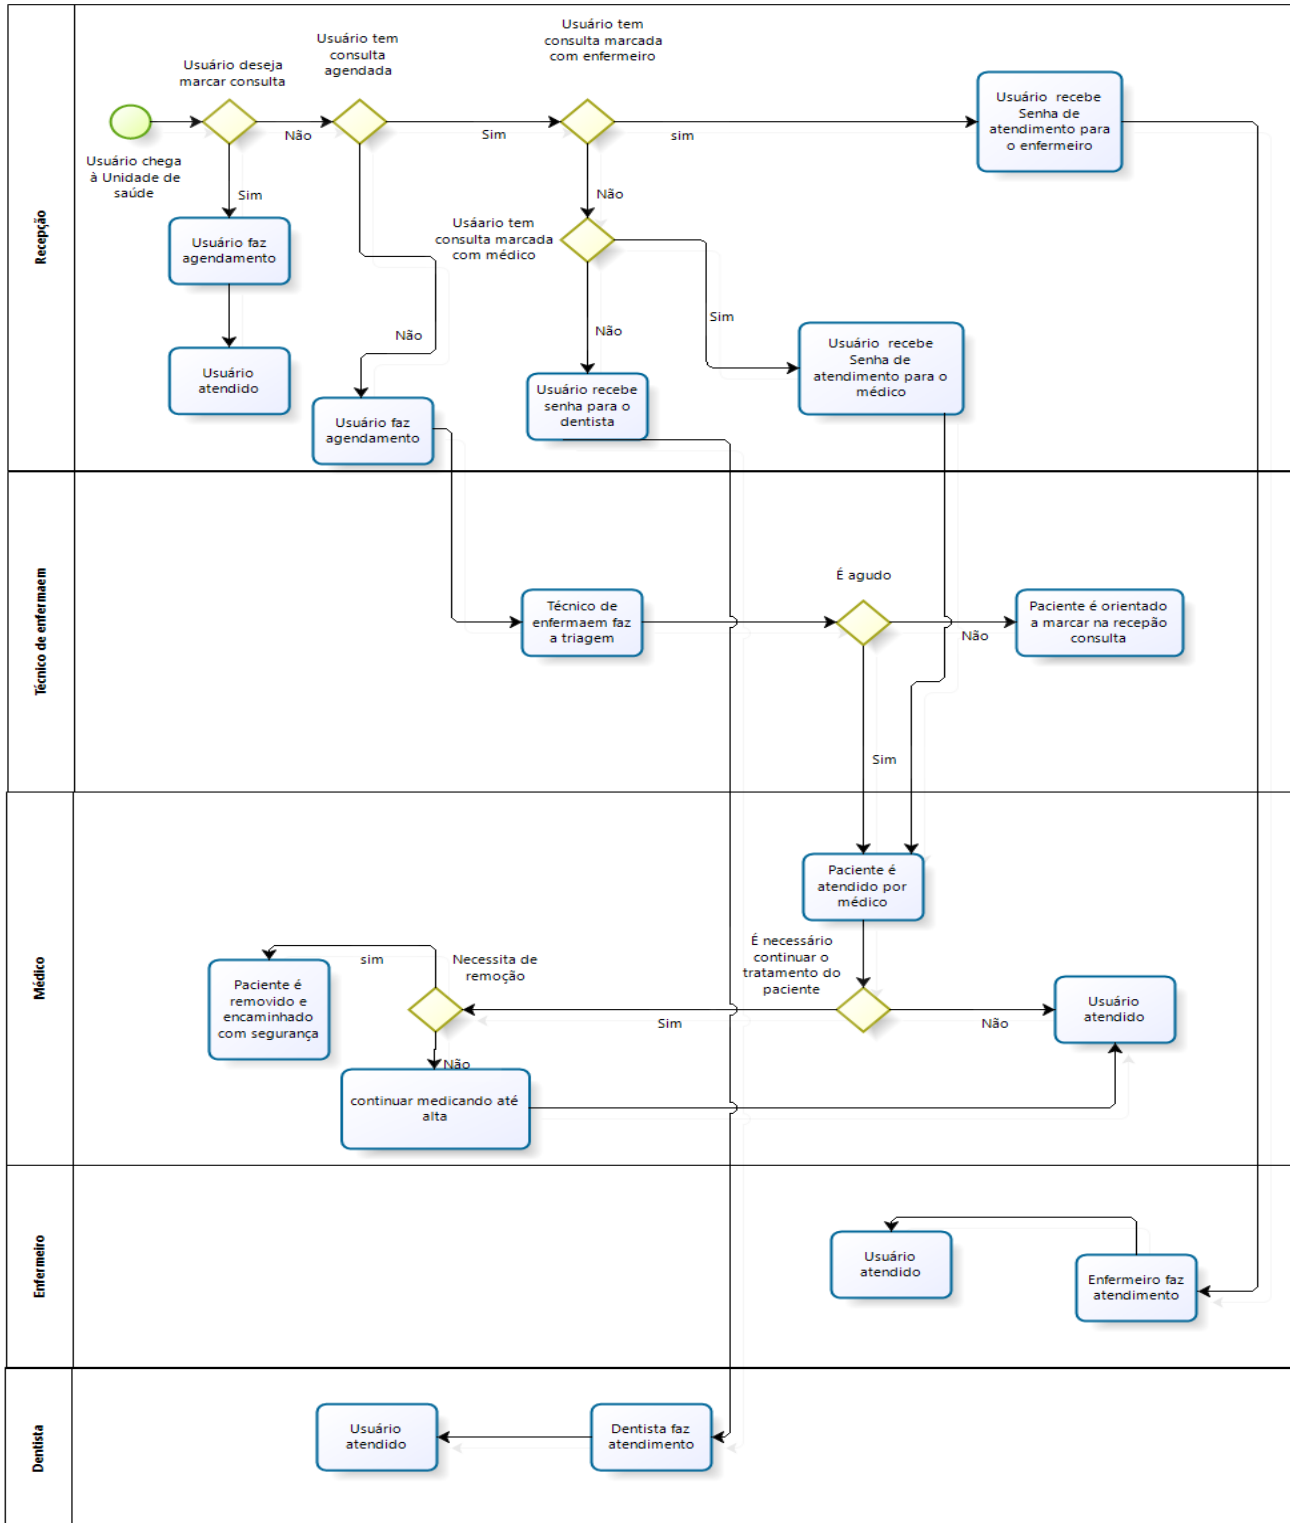 Recepção
Usuário chega
à Unidade de
saúde
Usuário deseja
marcar consulta
Não
Sim
Usuário faz
agendamento
Usuário
atendido
Usuário tem
consulta
agendada
Sim
Não
Usuário faz
agendamento
Usuário tem
consulta marcada
com enfermeiro
sim
Não
Usuário  recebe
Senha de
atendimento para
o enfermeiro
Usáario tem
consulta marcada
com médico
Sim
Não
Usuário recebe
senha para o
dentista
Usuário  recebe
Senha de
atendimento para o
médico
Técnico de enfermaem
Técnico de
enfermaem faz
a triagem
É agudo
Não
Sim
Paciente é orientado
a marcar na recepão
consulta
Médico
Paciente é
atendido por
médico
É necessário
continuar o
tratamento do
paciente
Sim
Não
Usuário
atendido
Necessita de
remoção
sim
Não
Paciente é
removido e
encaminhado
com segurança
continuar medicando até
alta
Enfermeiro
Usuário
atendido
Enfermeiro faz
atendimento
Dentista
Usuário
atendido
Dentista faz
atendimento